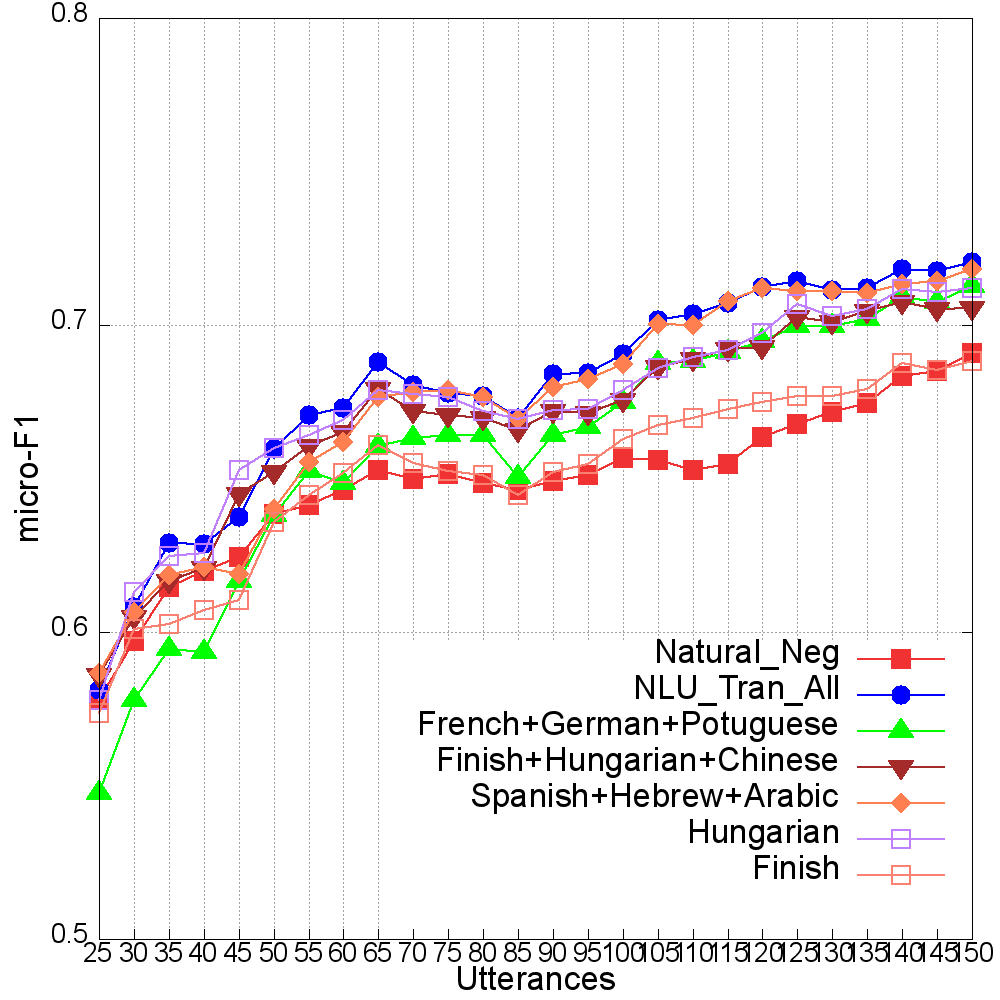 0.8
0.7
0.6
0.5
micro-F1
Natural_Neg
NLU_Tran_All
French+German+Potuguese
Finish+Hungarian+Chinese
Spanish+Hebrew+Arabic
Hungarian
Finish
25 30 35 40 45 50 55 60 65 70 75 80 85 90 95 100 105 110 115 120 125 130 135 140 145 150
Utterances